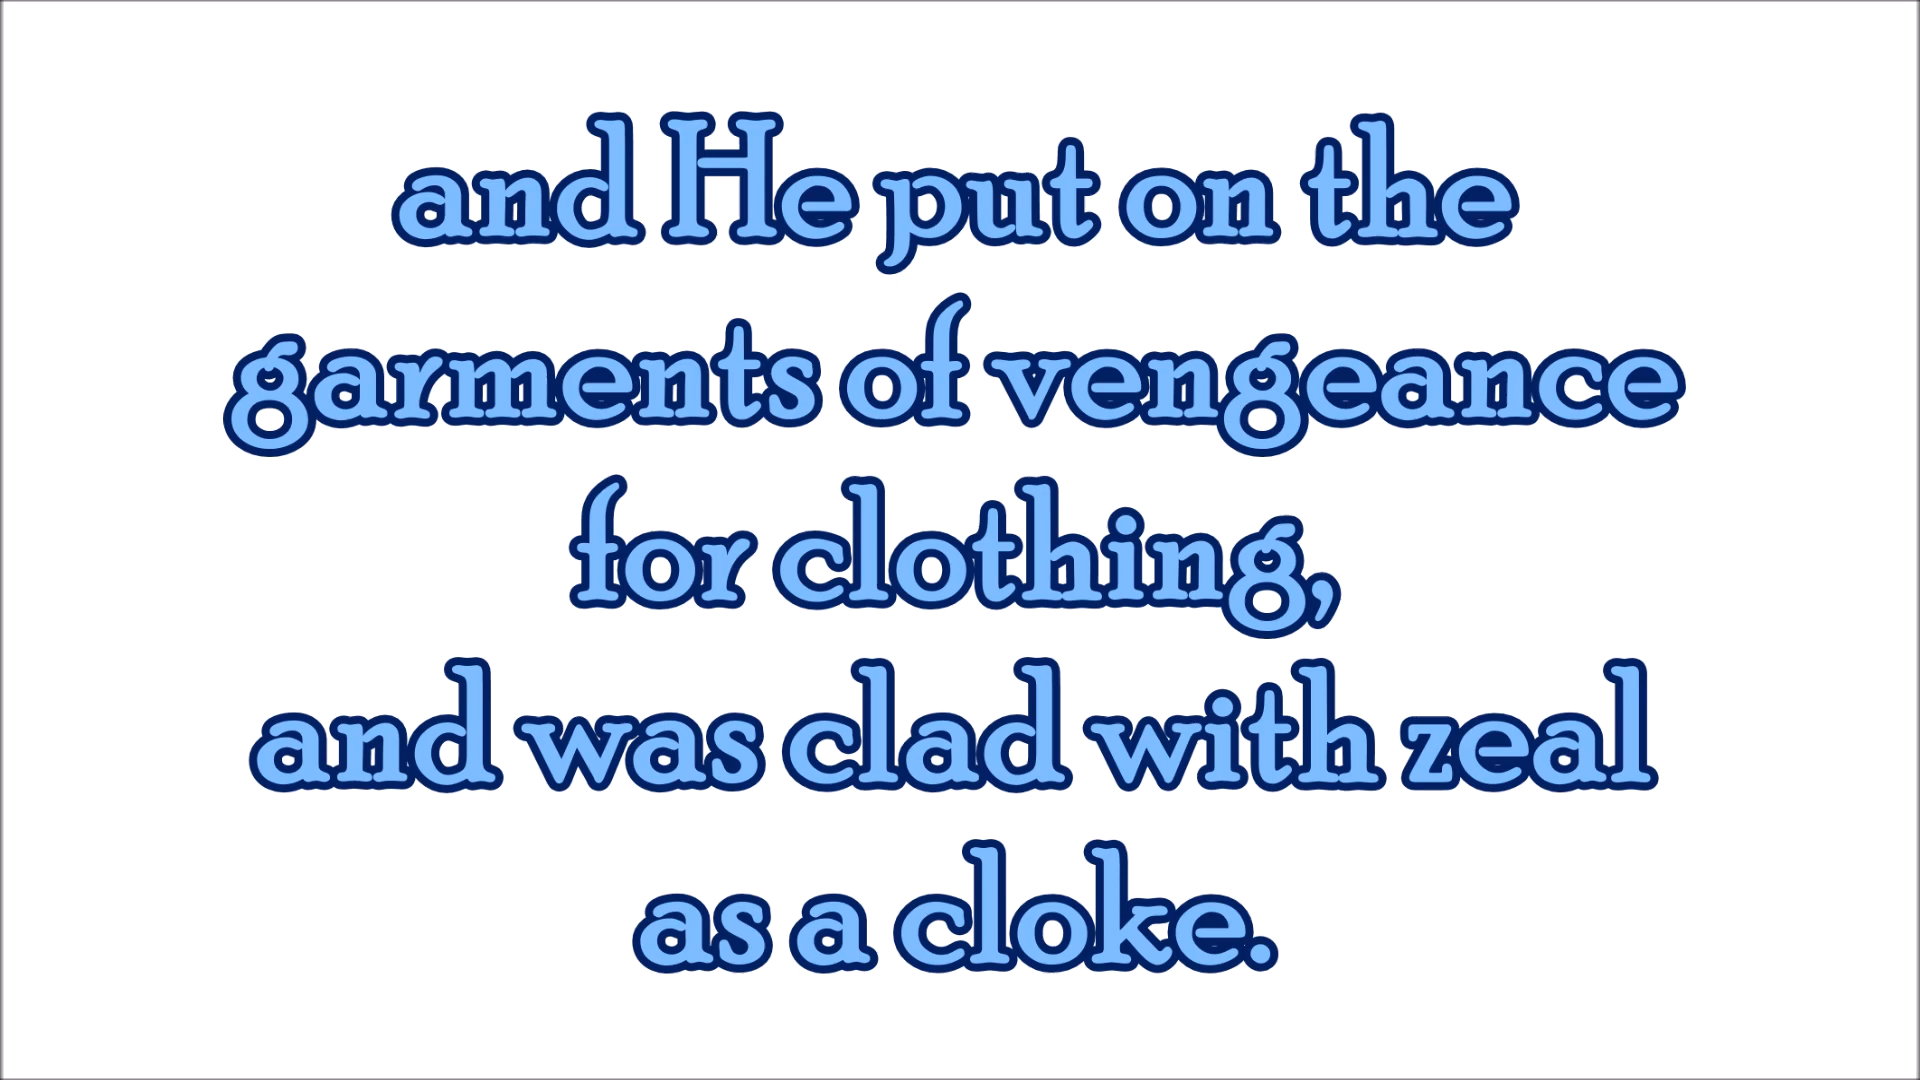 and He put on the
garments of vengeance
for clothing,
and was clad with zeal
as a cloke.